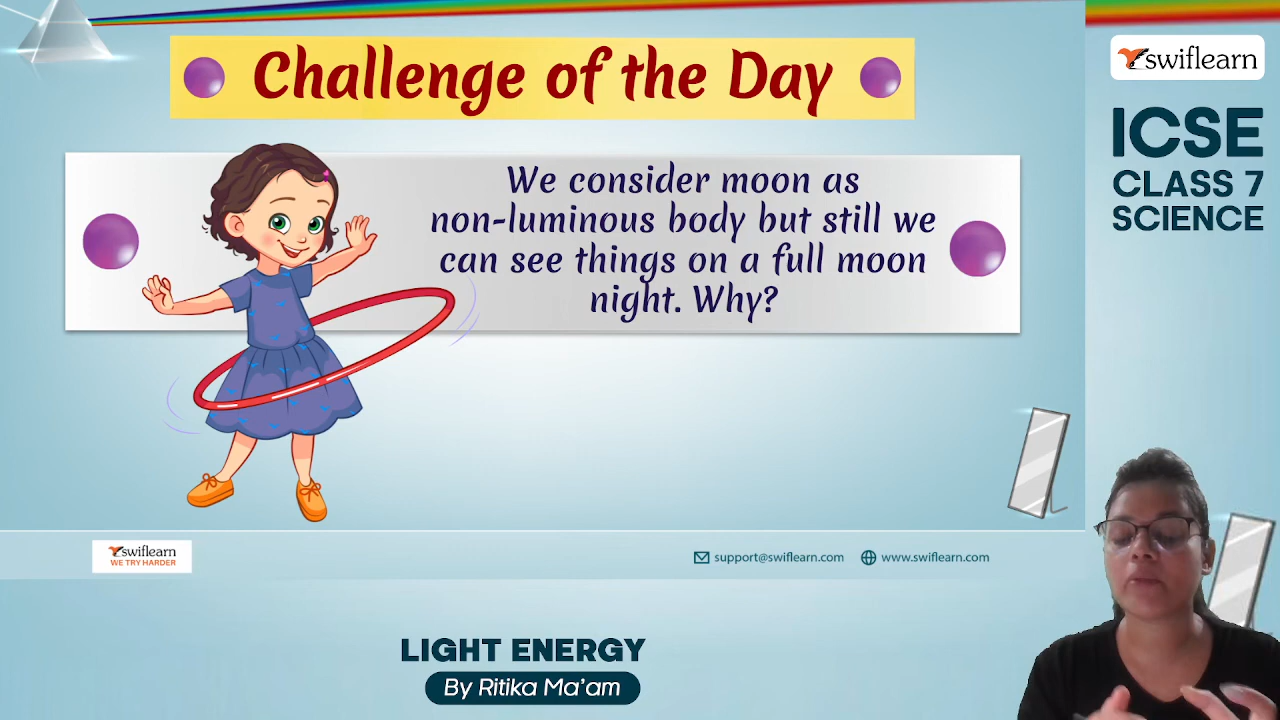 Challenge of the Day
We consider moon as
non-luminous body but still we
can see things on a full moon
night. Why?
swiflearn
ICSE
CLASS 7
SCIENCE
swiflearn
WE TRY HARDER
support@swiflearn.com
www.swiflearn.com
LIGHT ENERGY
By Ritika Ma'am